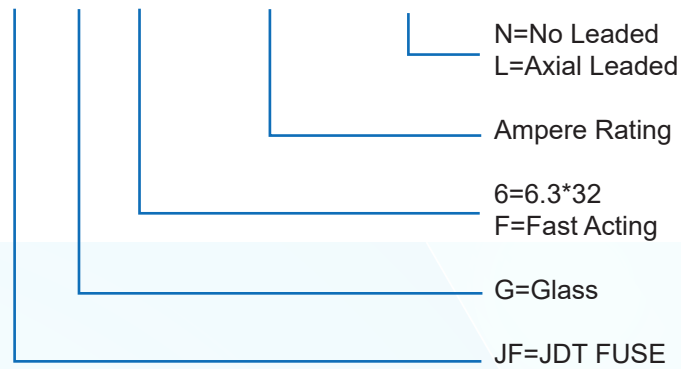 N=No Leaded
L=Axial Leaded
Ampere Rating
6=6.3*32
F=Fast Acting
G=Glass
JF=JDT FUSE